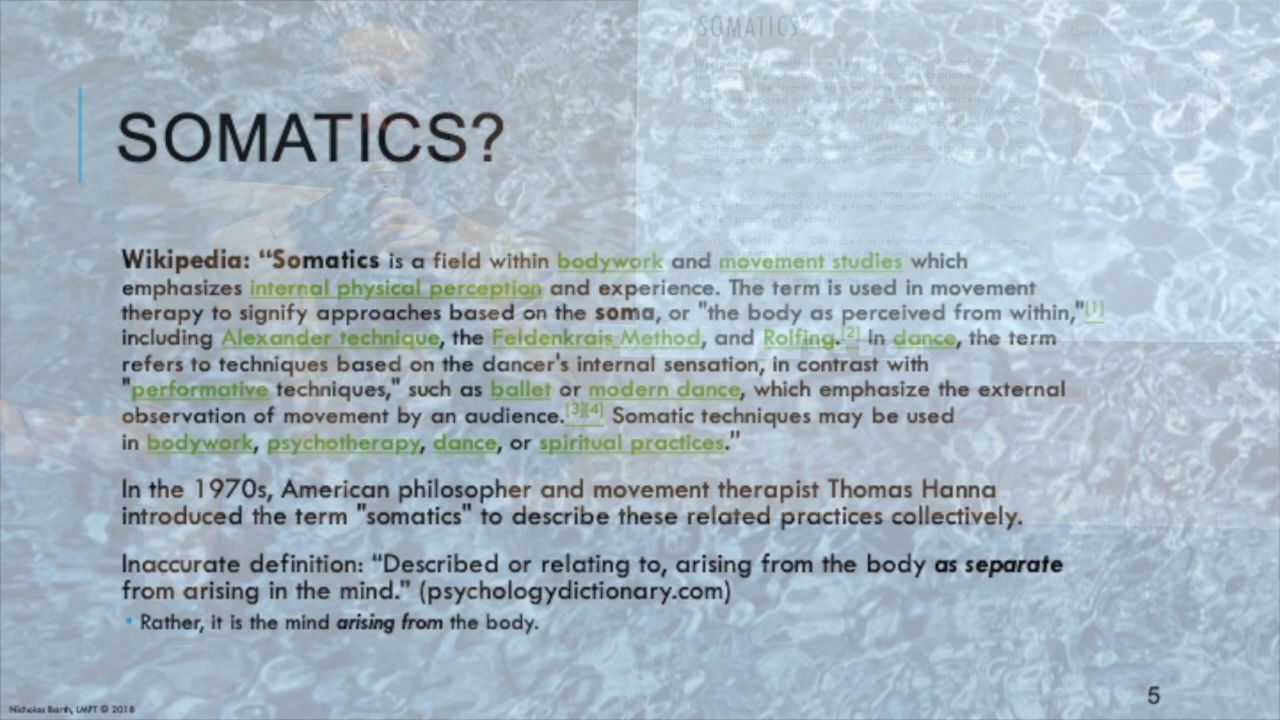 SOMATICS?
Wikipedia: “Somatics is a field within bodywork and movement studies which
emphasizes internal physical perception and experience. The term is used in movement
therapy to signify approaches based on the soma, or "the body as perceived from within,"[1]
including Alexander technique, the Feldenkrais Method, and Rolfing.[2] In dance, the term
refers to techniques based on the dancer's internal sensation, in contrast with
"performative techniques," such as ballet or modern dance, which emphasize the external
observation of movement by an audience.[3][4] Somatic techniques may be used
in bodywork, psychotherapy, dance, or spiritual practices.”
In the 1970s, American philosopher and movement therapist Thomas Hanna
introduced the term "somatics" to describe these related practices collectively.
Inaccurate definition: “Described or relating to, arising from the body as separate
from arising in the mind.” (psychologydictionary.com)
▪ Rather, it is the mind arising from the body.
5
Nicholas Barth, LMFT © 2018
SOMATICS?